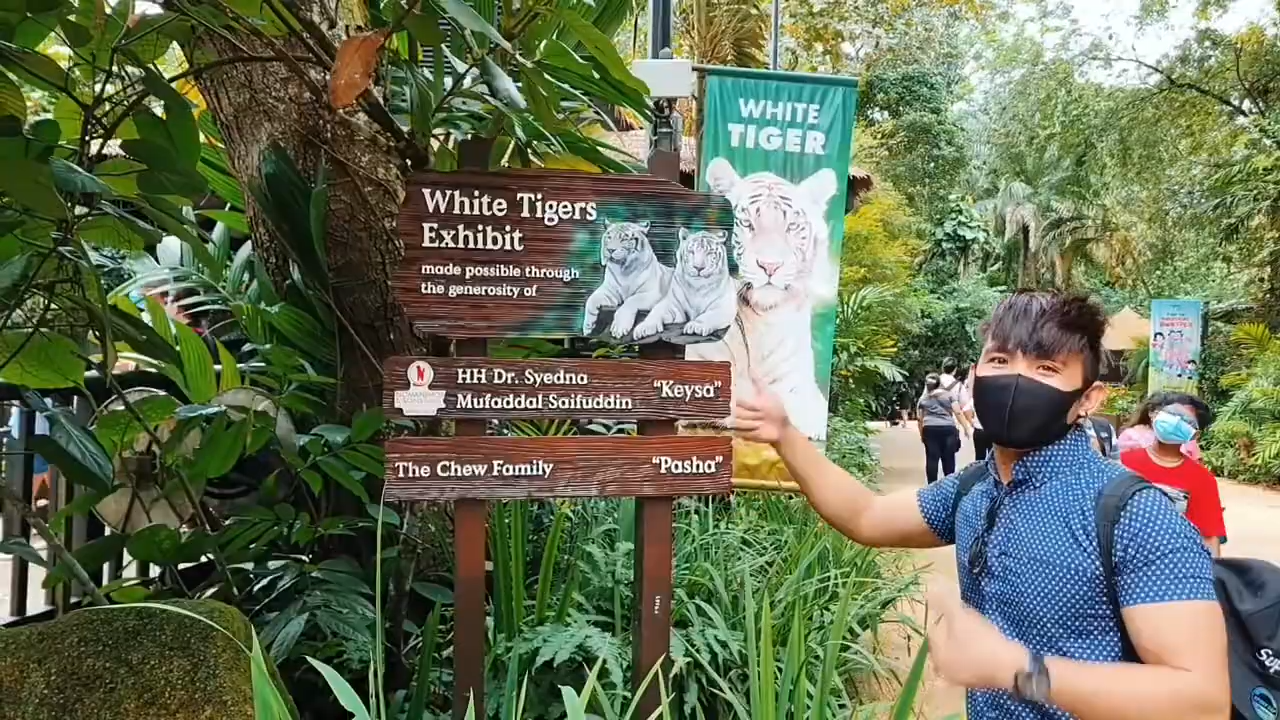 WHITE
TIGER
White Tigers
Exhibit
made possible through
the generosity of
HH Dr. Syedna
Mufaddal Saifuddin "Keysa"
The Chew Family "Pasha"